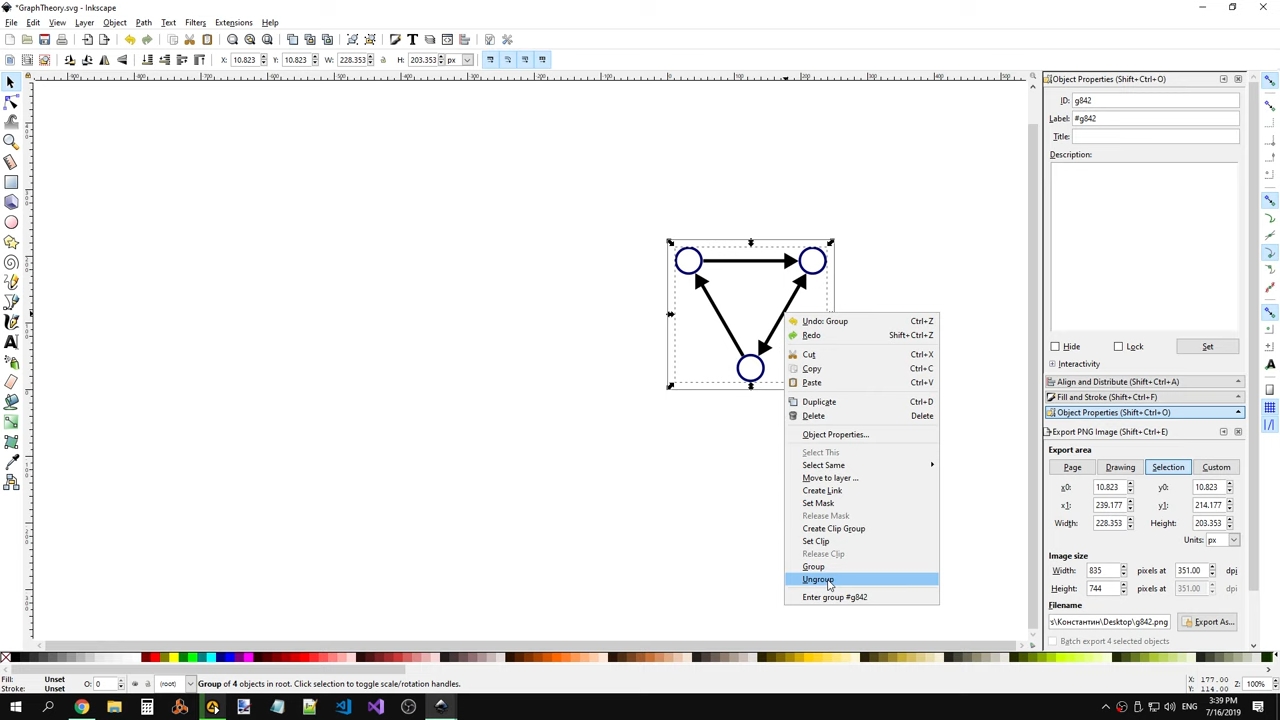 *GraphTheory.svg - Inkscape
File Edit View Layer Object Path Text Filters Extensions Help
X: 10.823 Y: 10.823 W: 228.353 H: 203.353 px
Object Properties (Shift+Ctrl+O)
ID: g842
Label: #g842
Title:
Description:
Hide Lock Set
Interactivity
Align and Distribute (Shift+Ctrl+A)
Fill and Stroke (Shift+Ctrl+F)
Object Properties (Shift+Ctrl+O)
Export PNG Image (Shift+Ctrl+E)
Export area
Page Drawing Selection Custom
x0: 10.823 y0: 10.823
x1: 239.177 y1: 214.177
Width: 228.353 Height: 203.353
Units: px
Image size
Width: 835 pixels at 351.00 dpi
Height: 744 pixels at 351.00 dpi
Filename
s\Константин\Desktop\g842.png Export As...
Batch export 4 selected objects
Undo: Group Ctrl+Z
Redo Shift+Ctrl+Z
Cut Ctrl+X
Copy Ctrl+C
Paste Ctrl+V
Duplicate Ctrl+D
Delete Delete
Object Properties...
Select This
Select Same
Move to layer ...
Create Link
Set Mask
Release Mask
Create Clip Group
Set Clip
Release Clip
Group
Ungroup
Enter group #g842
Fill: Unset
Stroke: Unset
O: 0
(root)
Group of 4 objects in root. Click selection to toggle scale/rotation handles.
X: 177.00
Y: 114.00
Z: 100%
3:39 PM
7/16/2019